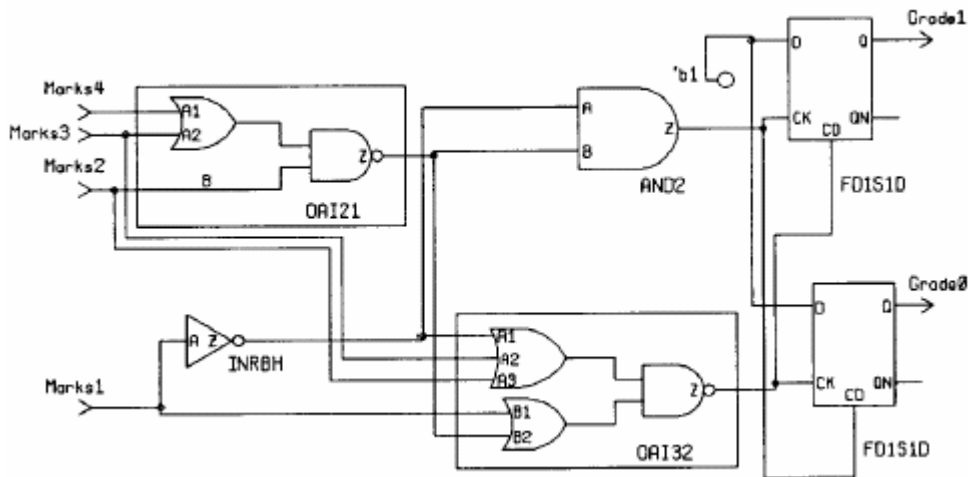 Marks4
Marks3
Marks2
Marks1
A1
A2
B
Z
OAI21
A Z
INRBH
A
B
Z
AND2
'b1
A1
A2
A3
B1
B2
Z
OAI32
D
Q
CK
CD
QN
FD1S1D
Grade1
D
Q
CK
CD
QN
FD1S1D
Grade0